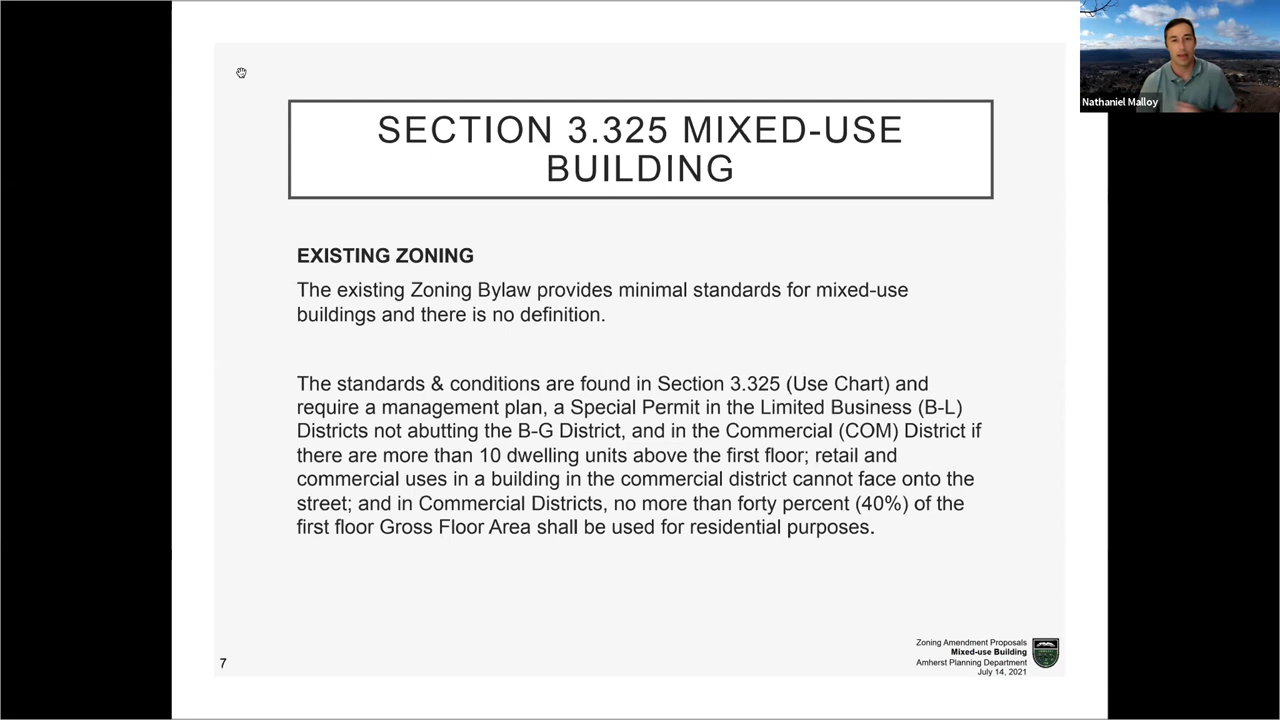 Nathaniel Malloy
SECTION 3.325 MIXED-USE
BUILDING
EXISTING ZONING
The existing Zoning Bylaw provides minimal standards for mixed-use
buildings and there is no definition.
The standards & conditions are found in Section 3.325 (Use Chart) and
require a management plan, a Special Permit in the Limited Business (B-L)
Districts not abutting the B-G District, and in the Commercial (COM) District if
there are more than 10 dwelling units above the first floor; retail and
commercial uses in a building in the commercial district cannot face onto the
street; and in Commercial Districts, no more than forty percent (40%) of the
first floor Gross Floor Area shall be used for residential purposes.
7
Zoning Amendment Proposals
Mixed-use Building
Amherst Planning Department
July 14, 2021